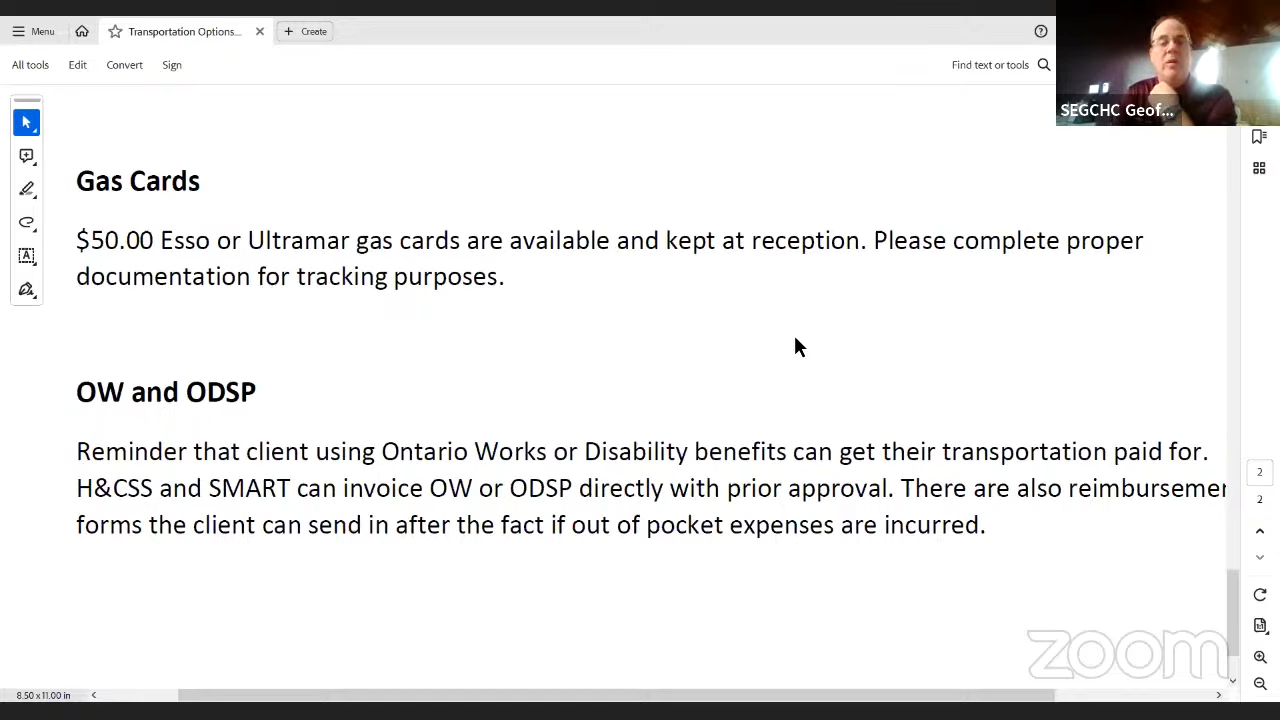 Menu
Transportation Options...
Create
All tools
Edit
Convert
Sign
Find text or tools
SEGCHC Geof...
Gas Cards
$50.00 Esso or Ultramar gas cards are available and kept at reception. Please complete proper
documentation for tracking purposes.
OW and ODSP
Reminder that client using Ontario Works or Disability benefits can get their transportation paid for.
H&CSS and SMART can invoice OW or ODSP directly with prior approval. There are also reimbursemen
forms the client can send in after the fact if out of pocket expenses are incurred.
2
2
zoom
8.50 x 11.00 in